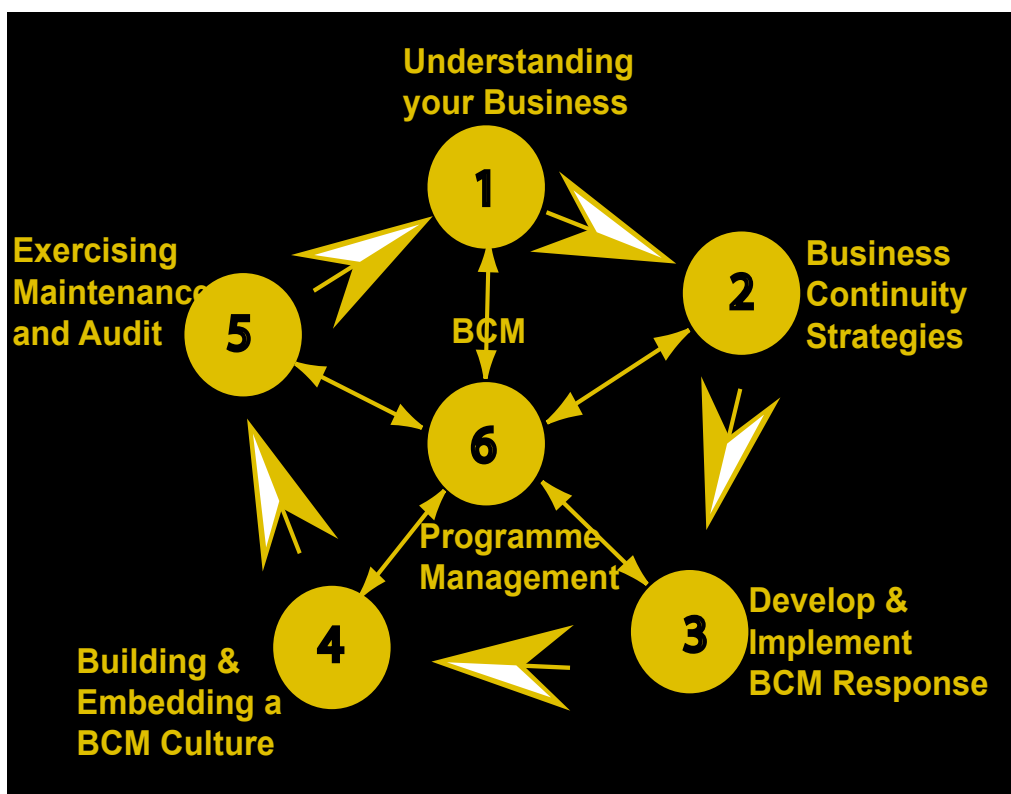 Understanding
your Business
1
Business
Continuity
Strategies
2
Develop &
Implement
BCM Response
3
Building &
Embedding a
BCM Culture
4
Exercising
Maintenance
and Audit
5
BCM
6
Programme
Management